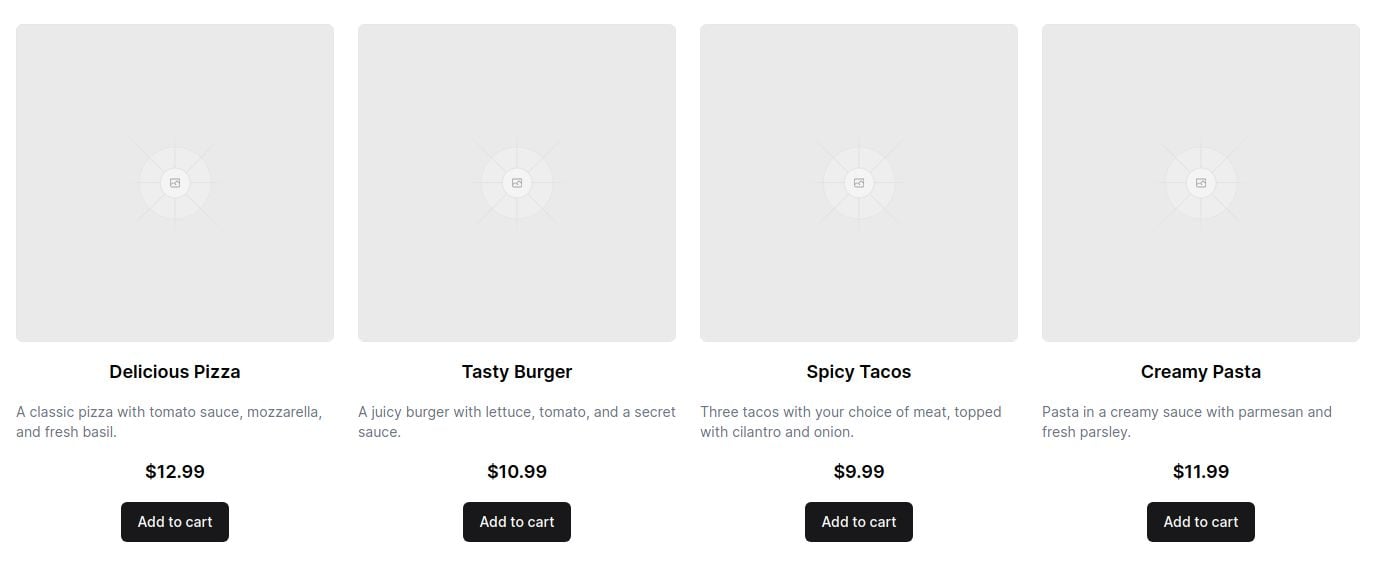 Delicious Pizza
A classic pizza with tomato sauce, mozzarella,
and fresh basil.
$12.99
Add to cart
Tasty Burger
A juicy burger with lettuce, tomato, and a secret
sauce.
$10.99
Add to cart
Spicy Tacos
Three tacos with your choice of meat, topped
with cilantro and onion.
$9.99
Add to cart
Creamy Pasta
Pasta in a creamy sauce with parmesan and
fresh parsley.
$11.99
Add to cart